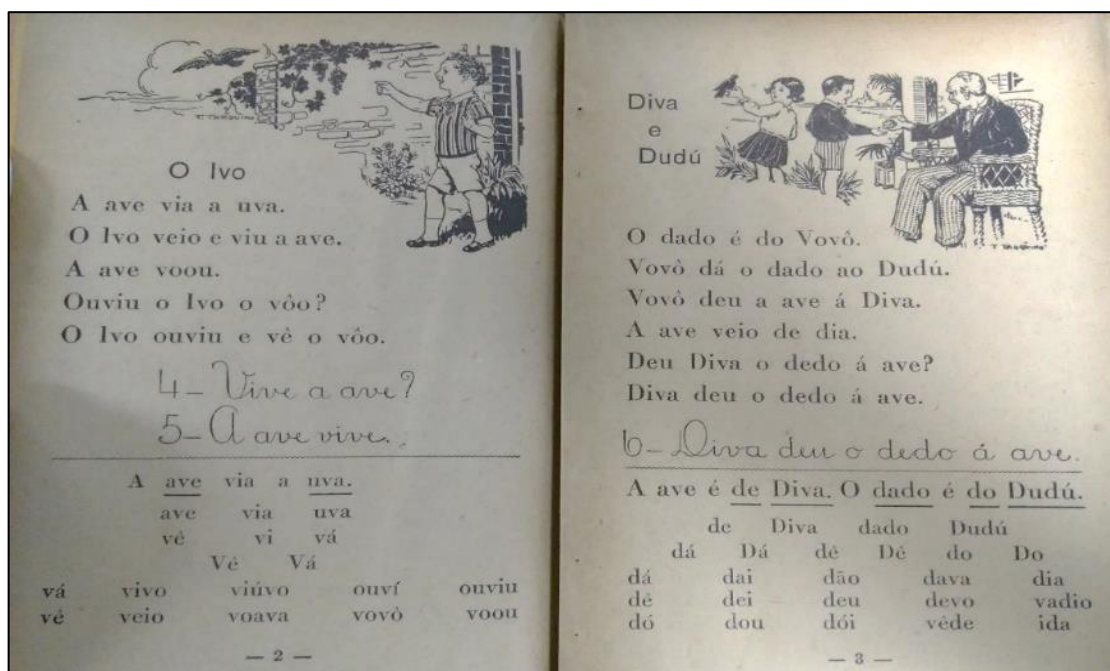 O Ivo
A ave via a uva.
O Ivo veio e viu a ave.
A ave voou.
Ouviu o Ivo o vôo?
O Ivo ouviu e vê o vôo.
4- Vive a ave?
5- A ave vive.
A ave via a uva.
ave via uva
vê vi vá
Vê Vá
vá vivo viúvo ouví ouviu
vê veio voava vovô voou
— 2 —
Diva
e
Dudú
O dado é do Vovô.
Vovô dá o dado ao Dudú.
Vovô deu a ave á Diva.
A ave veio de dia.
Deu Diva o dedo á ave?
Diva deu o dedo á ave.
6- Diva deu o dedo á ave.
A ave é de Diva. O dado é do Dudú.
de Diva dado Dudú
dá Dá dê Dê do Do
dá dai dão dava dia
dê dei deu devo vadio
dó dou dói vêde ida
— 3 —